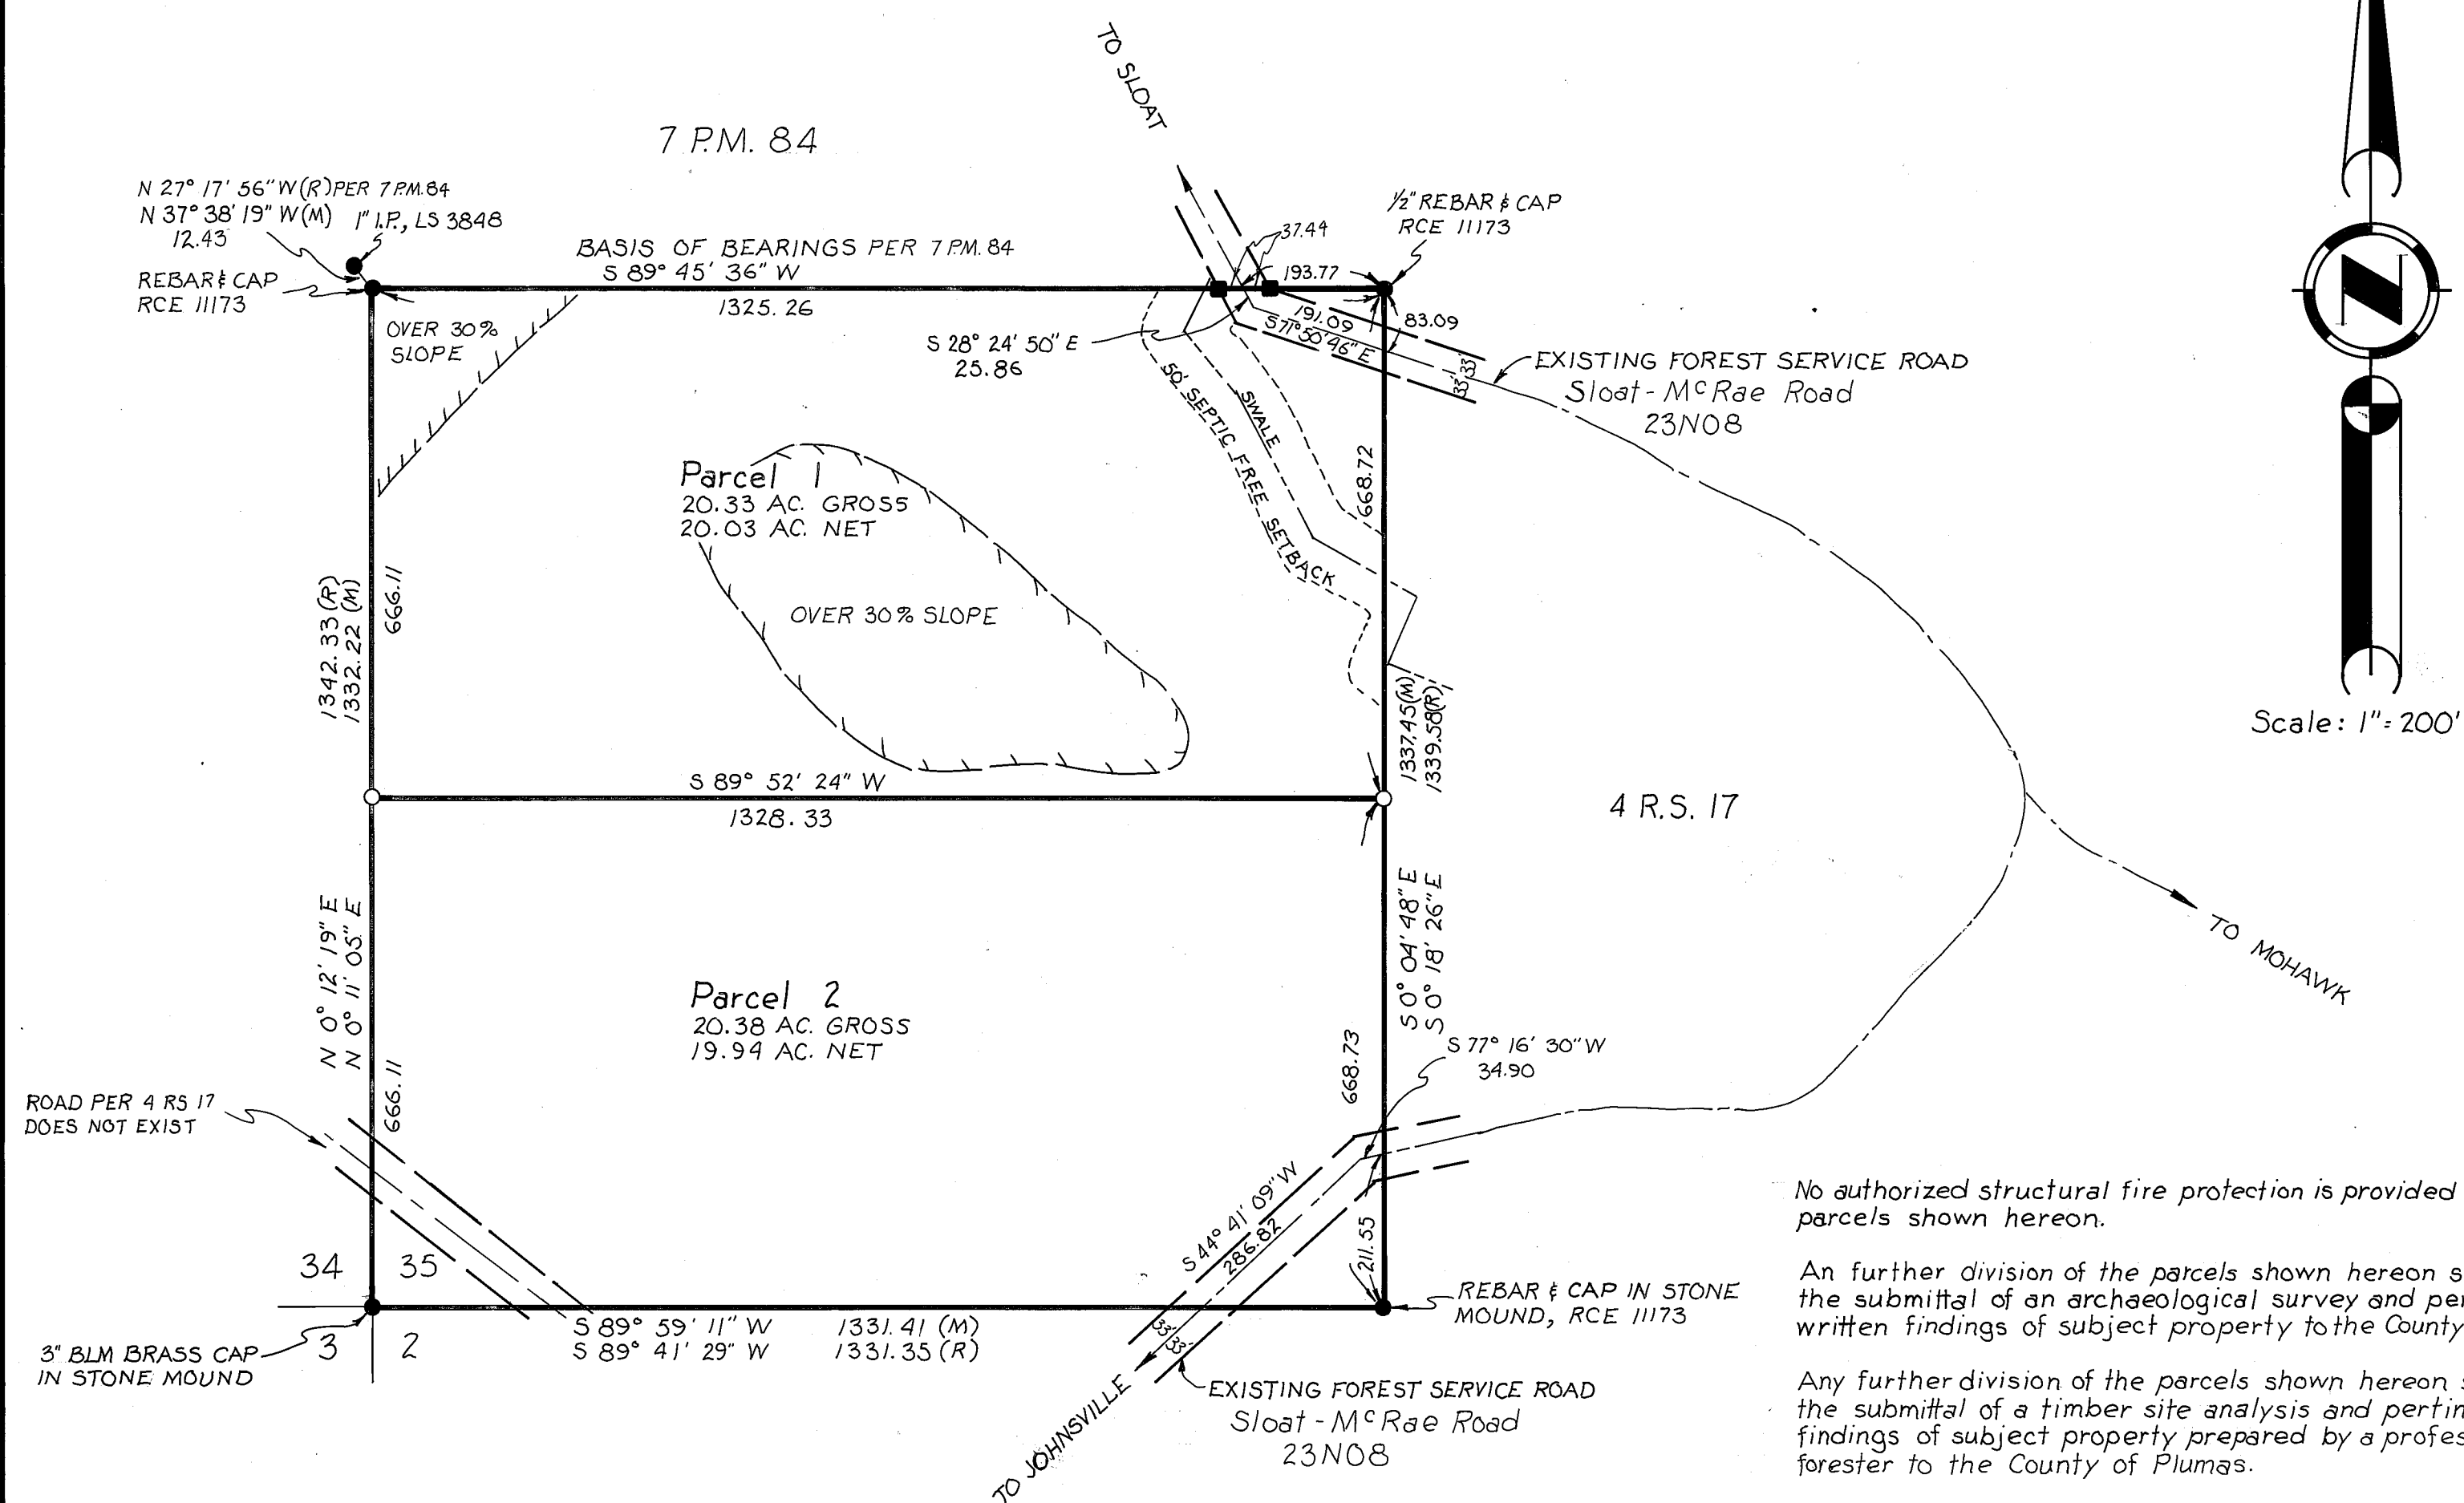 TO SLOAT
7 P.M. 84
N 27° 17' 56" W (R) PER 7 P.M. 84
N 37° 38' 19" W (M)
12.43
1" I.P., LS 3848
REBAR & CAP
RCE 11173
BASIS OF BEARINGS PER 7 P.M. 84
S 89° 45' 36" W
1325.26
37.44
193.77
1/2" REBAR & CAP
RCE 11173
OVER 30%
SLOPE
S 28° 24' 50" E
25.86
191.09
S 71° 50' 46" E
83.09
33' 33'
EXISTING FOREST SERVICE ROAD
Sloat - McRae Road
23N08
50' SEPTIC FREE SETBACK
SWALE
668.72
Parcel 1
20.33 AC. GROSS
20.03 AC. NET
OVER 30% SLOPE
1342.33 (R)
1332.22 (M)
666.11
1337.45 (M)
1339.58 (R)
Scale: 1" = 200'
N
S 89° 52' 24" W
1328.33
4 R.S. 17
N 0° 12' 19" E
N 0° 11' 05" E
S 0° 04' 48" E
S 0° 18' 26" E
TO MOHAWK
Parcel 2
20.38 AC. GROSS
19.94 AC. NET
666.11
668.73
S 77° 16' 30" W
34.90
ROAD PER 4 RS 17
DOES NOT EXIST
S 44° 41' 09" W
286.82
211.55
34 35
3 2
REBAR & CAP IN STONE
MOUND, RCE 11173
S 89° 59' 11" W 1331.41 (M)
S 89° 41' 29" W 1331.35 (R)
3" BLM BRASS CAP
IN STONE MOUND
33' 33'
TO JOHNSVILLE
EXISTING FOREST SERVICE ROAD
Sloat - McRae Road
23N08
No authorized structural fire protection is provided
parcels shown hereon.
An further division of the parcels shown hereon s
the submittal of an archaeological survey and per
written findings of subject property to the County
Any further division of the parcels shown hereon s
the submittal of a timber site analysis and pertin
findings of subject property prepared by a profes
forester to the County of Plumas.